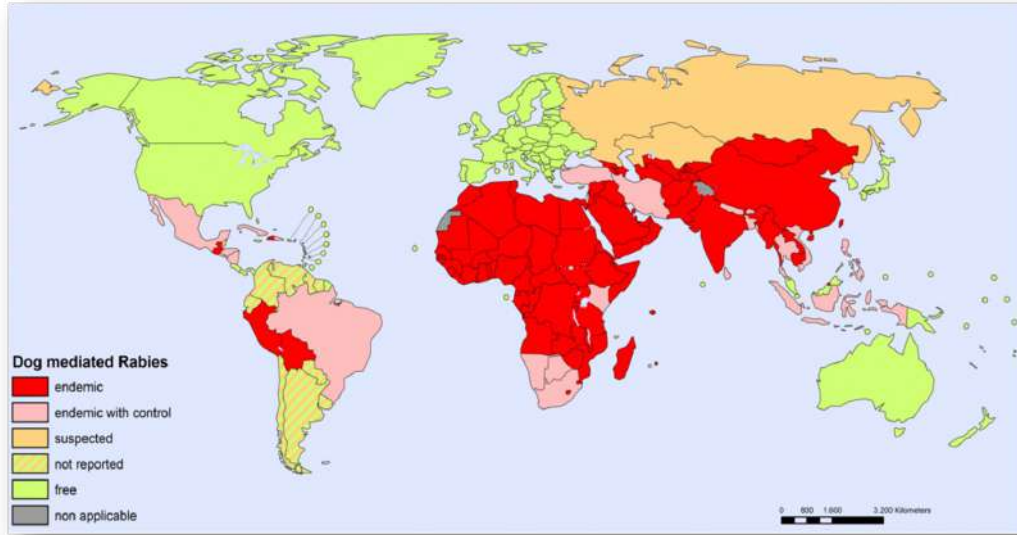 Dog mediated Rabies
endemic
endemic with control
suspected
not reported
free
non applicable
0 800 1.600 3.200 Kilometers